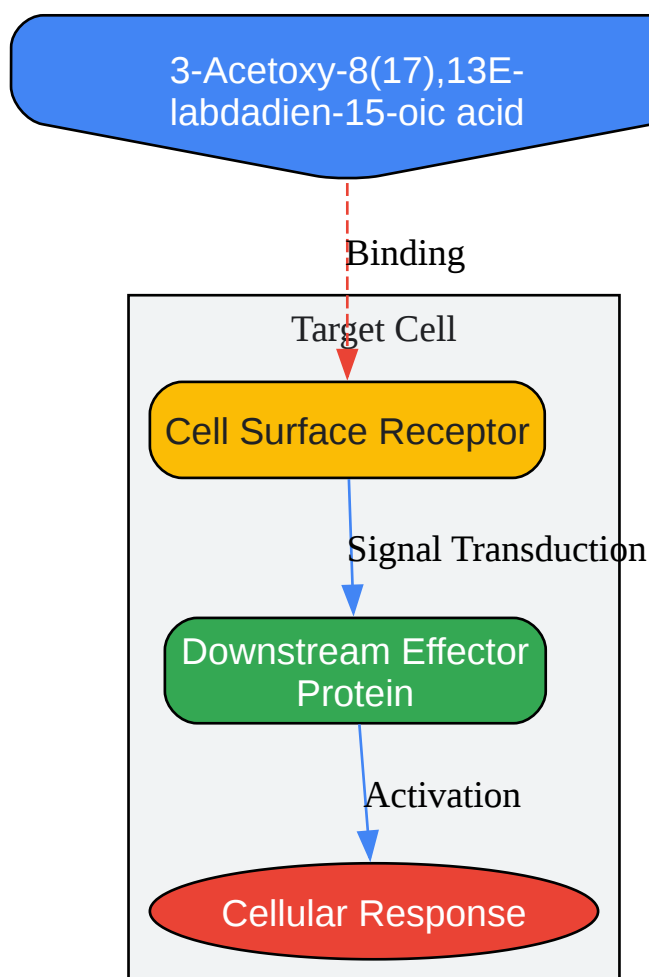 3-Acetoxy-8(17),13E-
labdadien-15-oic acid
Binding
Target Cell
Cell Surface Receptor
Signal Transduction
Downstream Effector
Protein
Activation
Cellular Response